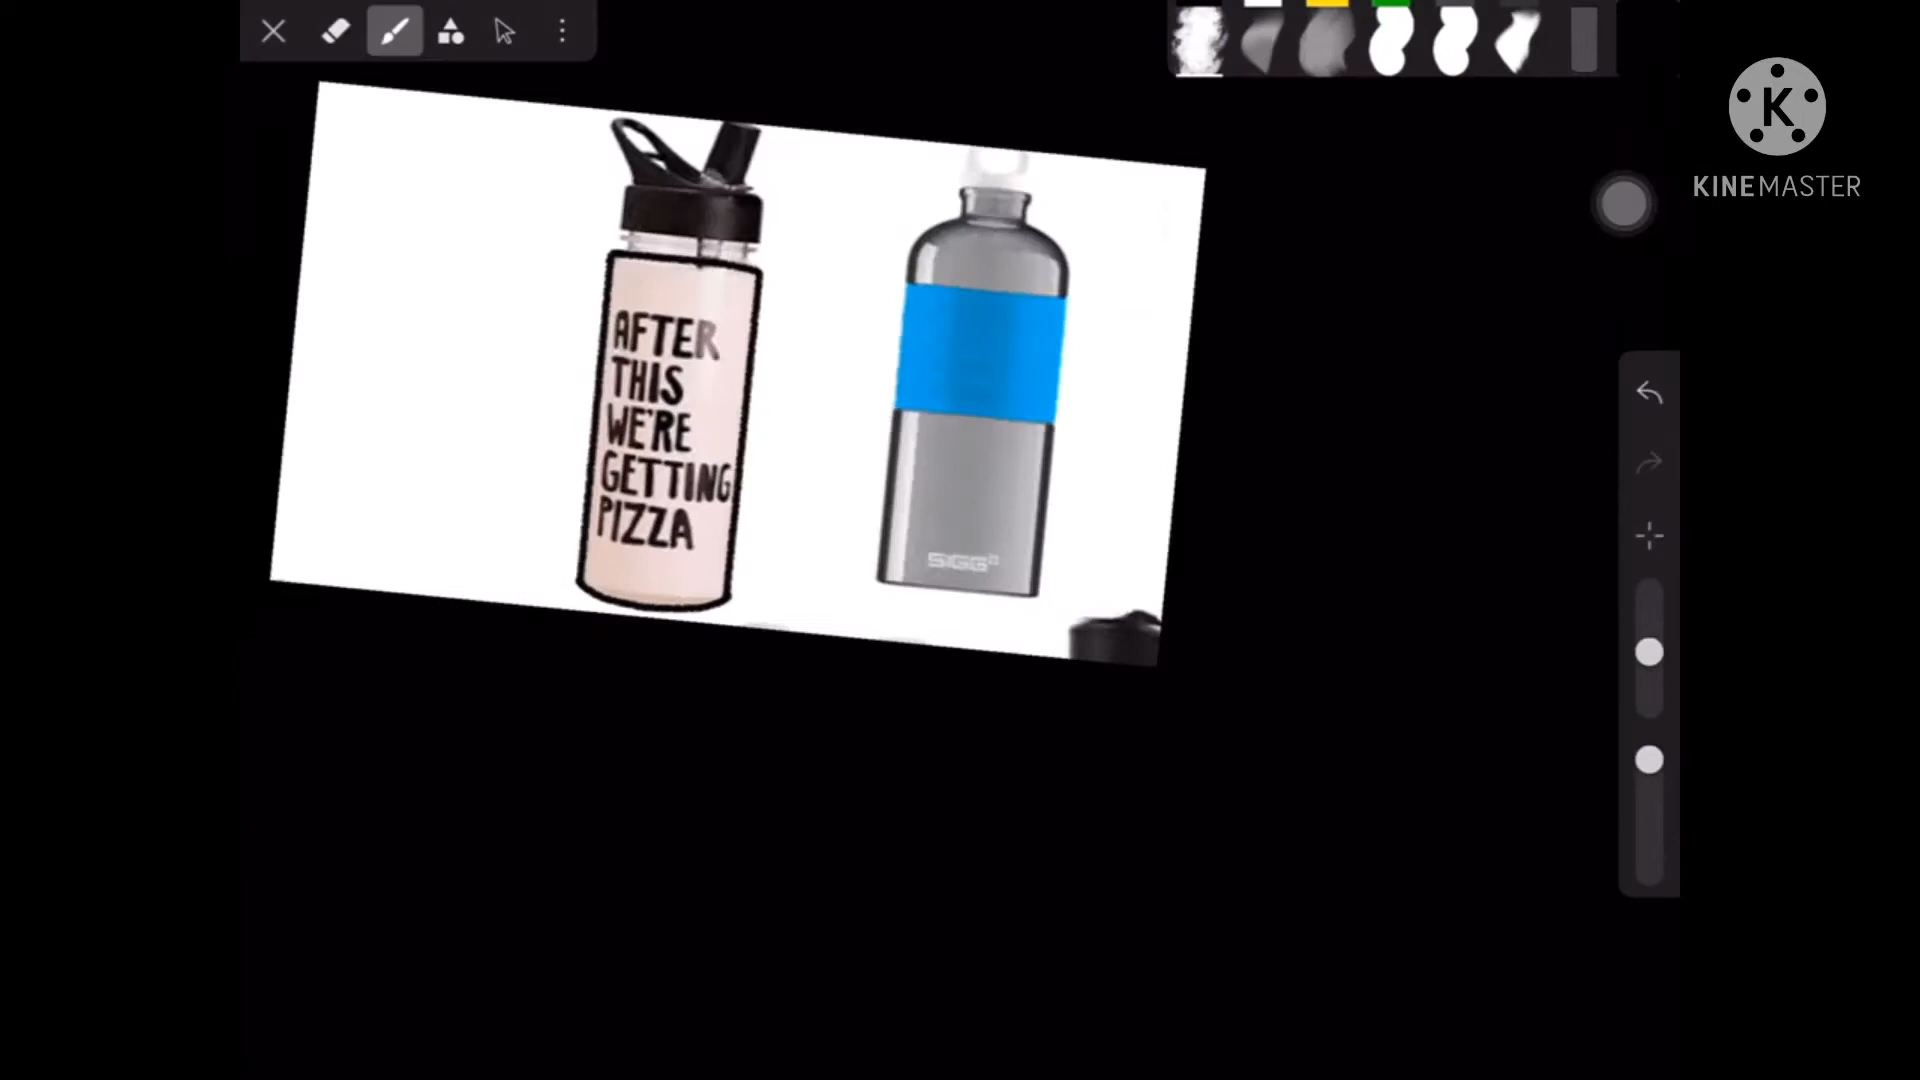 KINEMASTER
AFTER
THIS
WE'RE
GETTING
PIZZA
SIGG